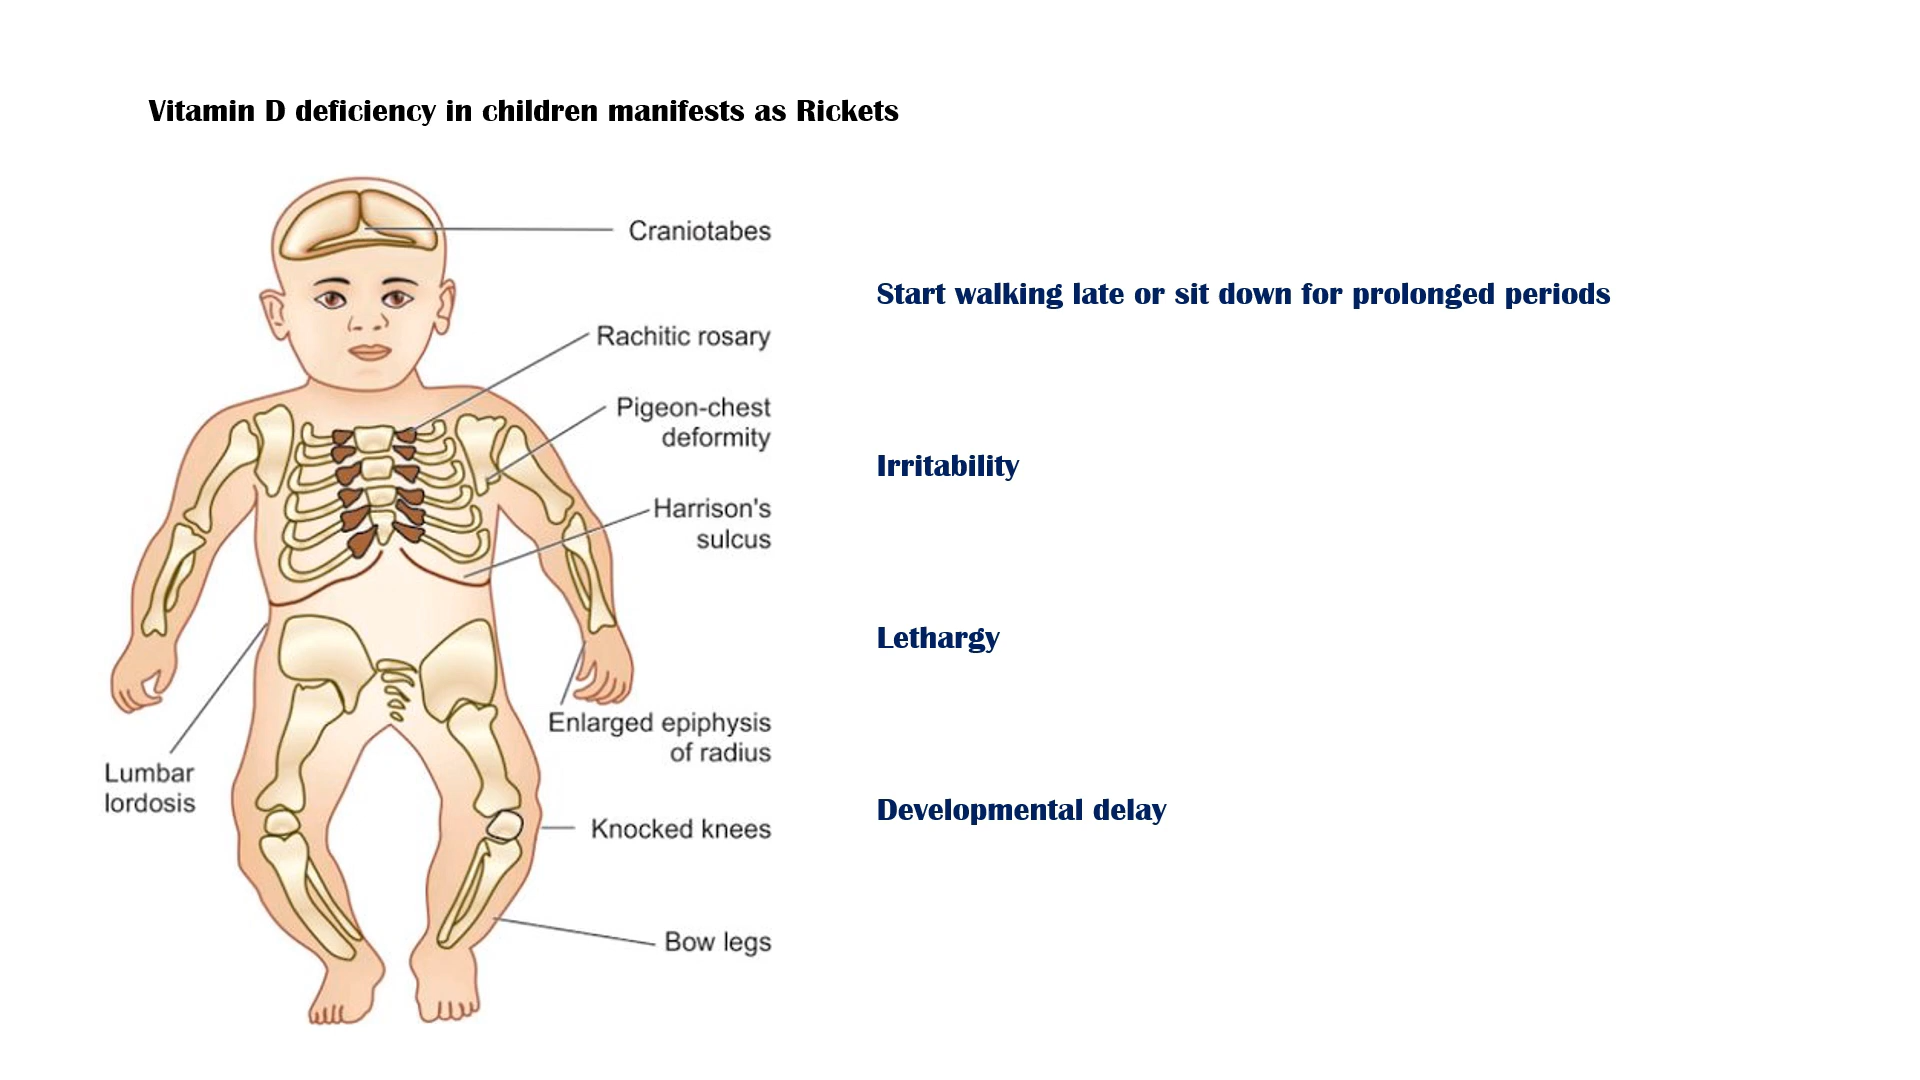 Vitamin D deficiency in children manifests as Rickets
Craniotabes
Rachitic rosary
Pigeon-chest
deformity
Harrison's
sulcus
Enlarged epiphysis
of radius
Lumbar
lordosis
Knocked knees
Bow legs
Start walking late or sit down for prolonged periods
Irritability
Lethargy
Developmental delay